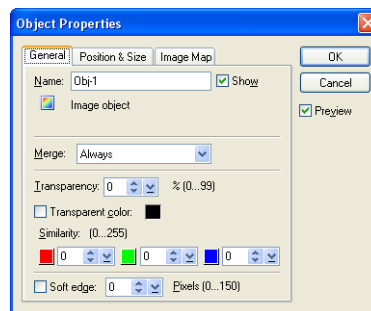 Object Properties
General Position & Size Image Map
OK
Name: Obj-1 Show
Cancel
Image object
Preview
Merge: Always
Transparency: 0 % (0...99)
Transparent color:
Similarity: (0...255)
0 0 0
Soft edge: 0 Pixels (0...150)